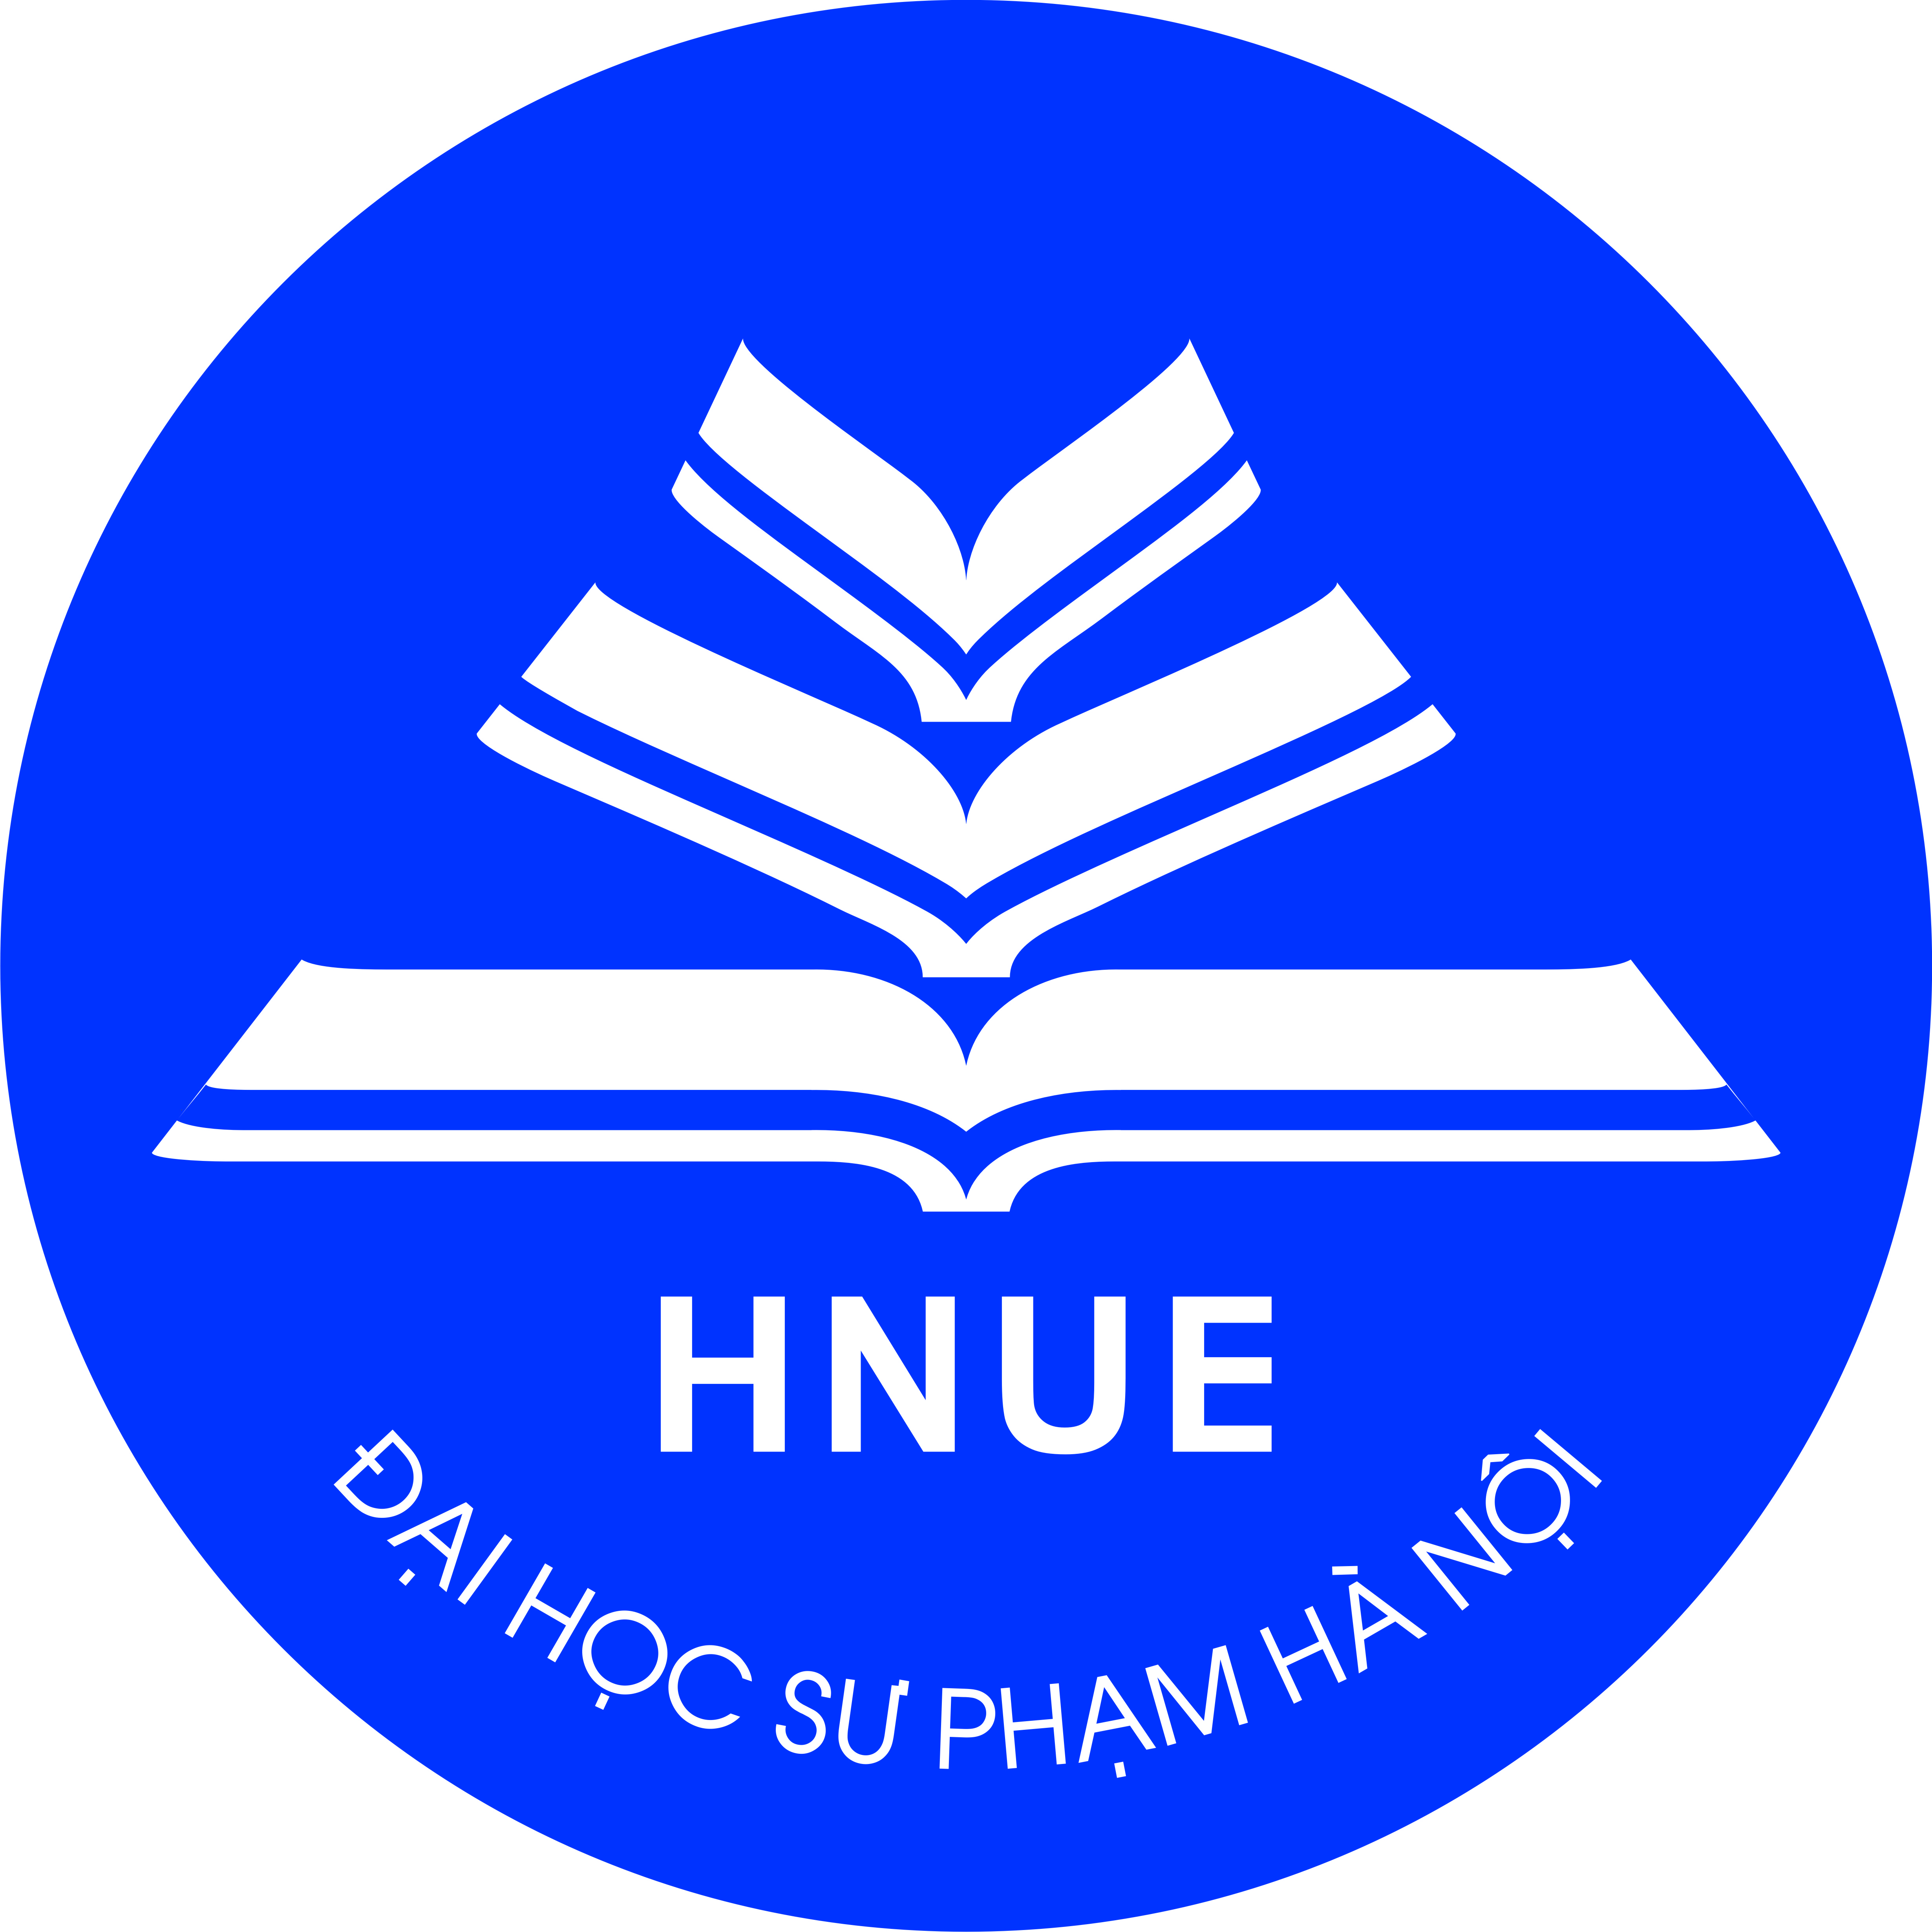 HNUE
ĐẠI HỌC SƯ PHẠM HÀ NỘI